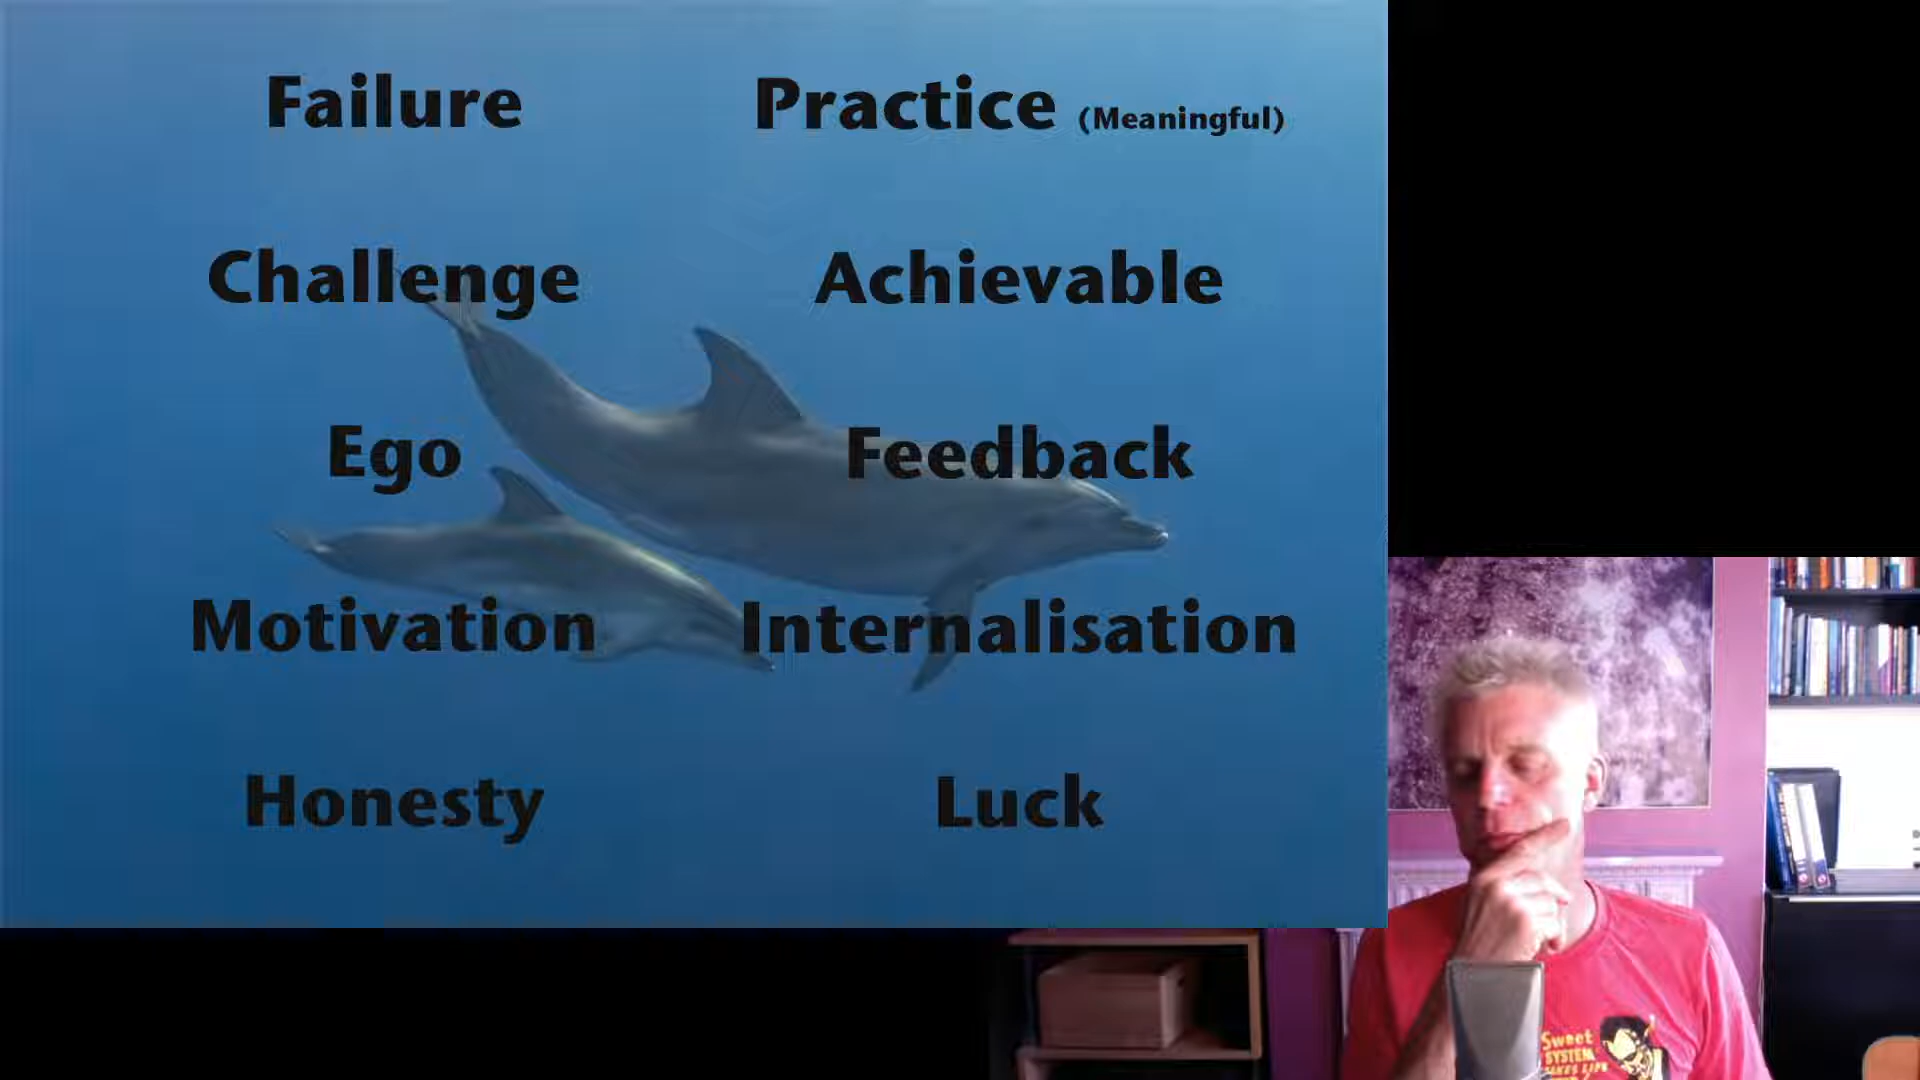 Failure
Practice (Meaningful)
Challenge
Achievable
Ego
Feedback
Motivation
Internalisation
Honesty
Luck
Sweet
SYSTEM